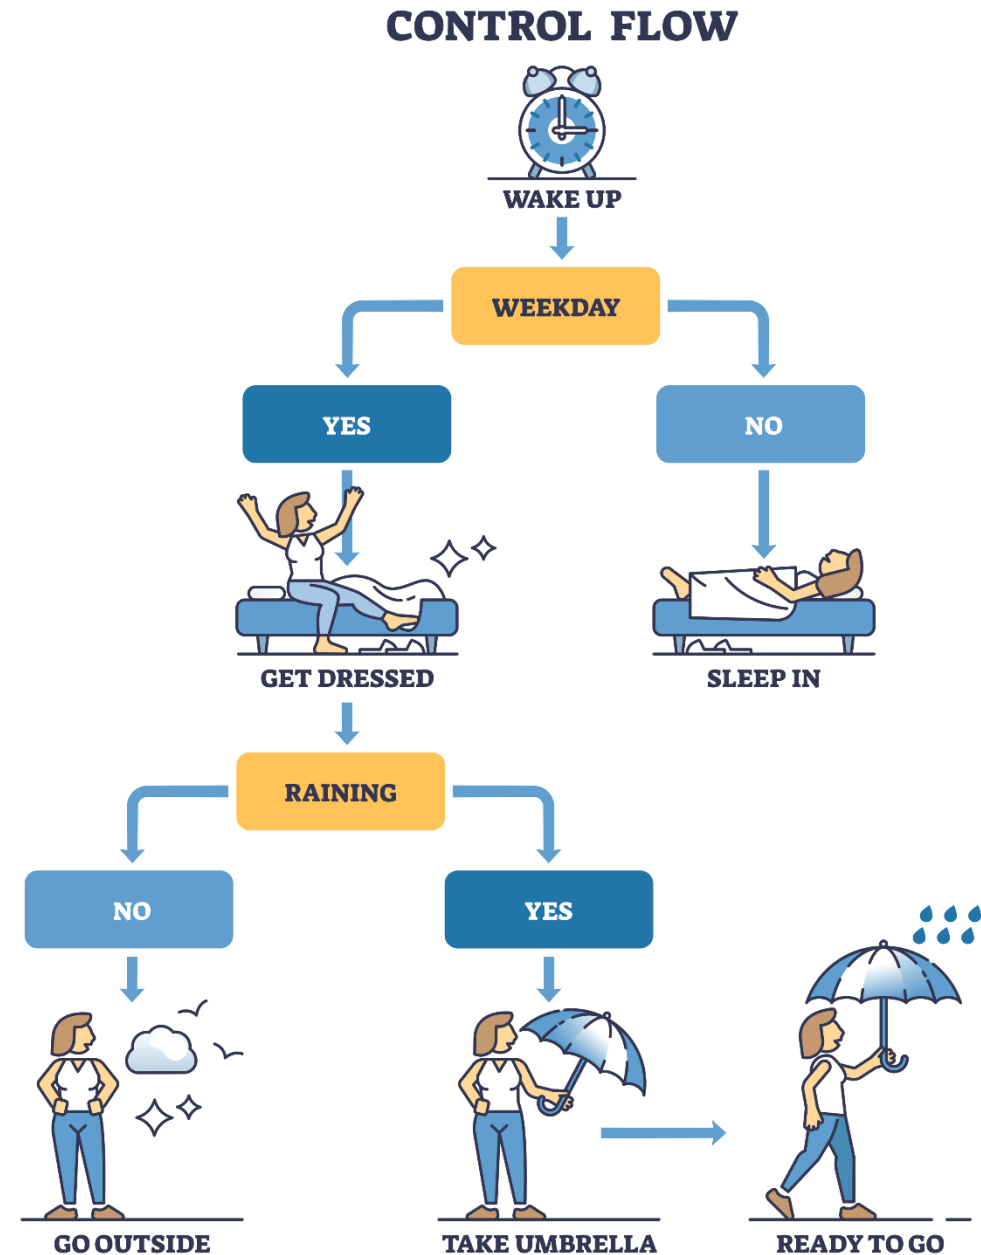 CONTROL FLOW
WAKE UP
WEEKDAY
YES
NO
GET DRESSED
SLEEP IN
RAINING
NO
YES
GO OUTSIDE
TAKE UMBRELLA
READY TO GO